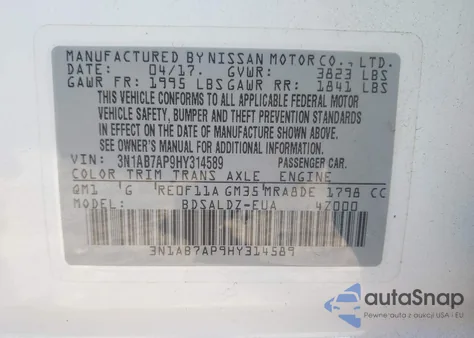 MANUFACTURED BY NISSAN MOTOR CO., LTD.
DATE: 04/17. GVWR: 3823 LBS
GAWR FR: 1995 LBS GAWR RR: 1841 LBS
THIS VEHICLE CONFORMS TO ALL APPLICABLE FEDERAL MOTOR
VEHICLE SAFETY, BUMPER AND THEFT PREVENTION STANDARDS
IN EFFECT ON THE DATE OF MANUFACTURE SHOWN ABOVE.
SEE OWNER'S MANUAL FOR ADDITIONAL INFORMATION.
VIN: 3N1AB7AP9HY314589 PASSENGER CAR.
COLOR TRIM TRANS AXLE ENGINE
QM1 'G RE0F11A GM35 MRA8DE 1798 CC
MODEL: BDSALDZ-EUA 4Z000
3N1AB7AP9HY314589
autaSnap
Pewne auta z aukcji USA i EU